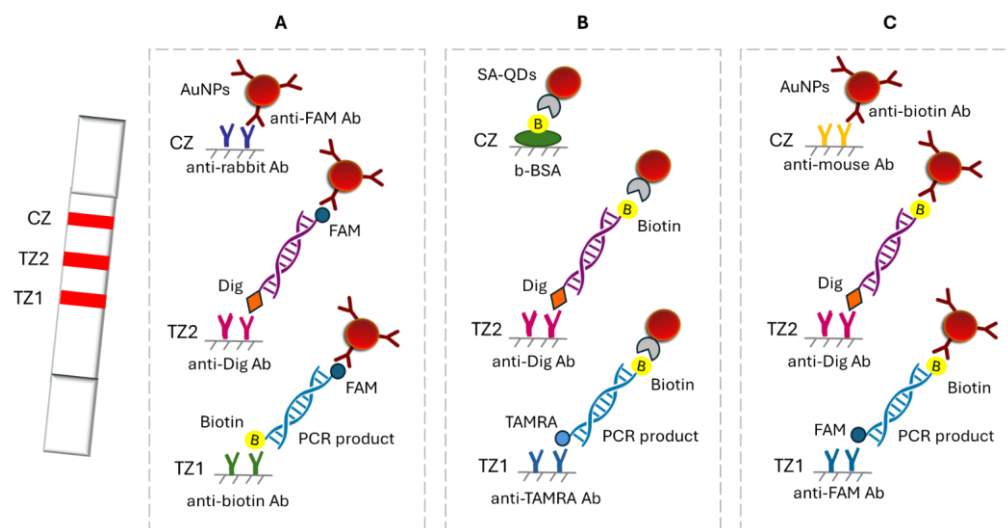 A
B
C
CZ
TZ2
TZ1
AuNPs
anti-FAM Ab
CZ
anti-rabbit Ab
FAM
Dig
TZ2
anti-Dig Ab
FAM
Biotin
B
PCR product
TZ1
anti-biotin Ab
SA-QDs
B
CZ
b-BSA
B
Biotin
Dig
TZ2
anti-Dig Ab
B
Biotin
TAMRA
PCR product
TZ1
anti-TAMRA Ab
AuNPs
anti-biotin Ab
CZ
anti-mouse Ab
B
Dig
TZ2
anti-Dig Ab
B
Biotin
FAM
PCR product
TZ1
anti-FAM Ab